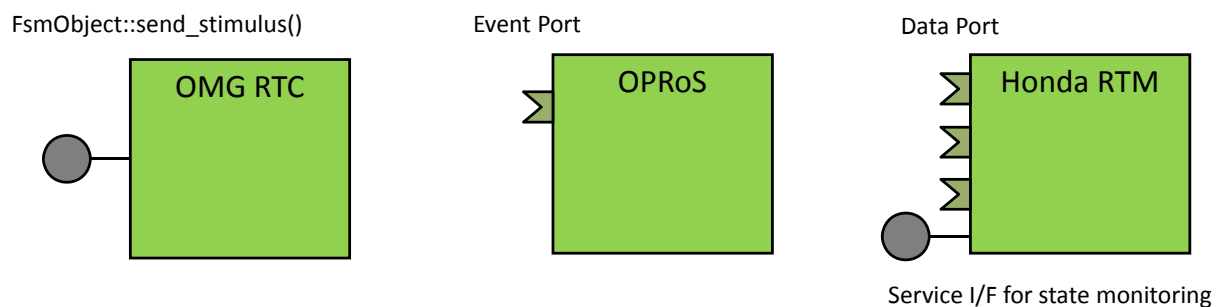 FsmObject::send_stimulus()
Event Port
Data Port
OMG RTC
OPRoS
Honda RTM
Service I/F for state monitoring